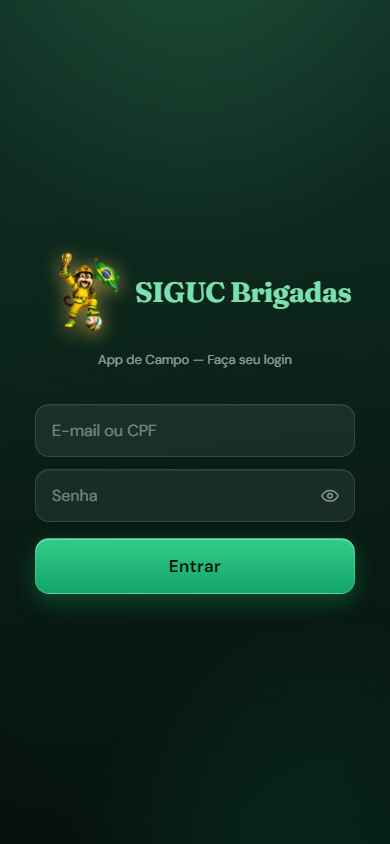 SIGUC Brigadas
App de Campo — Faça seu login
E-mail ou CPF
Senha
Entrar